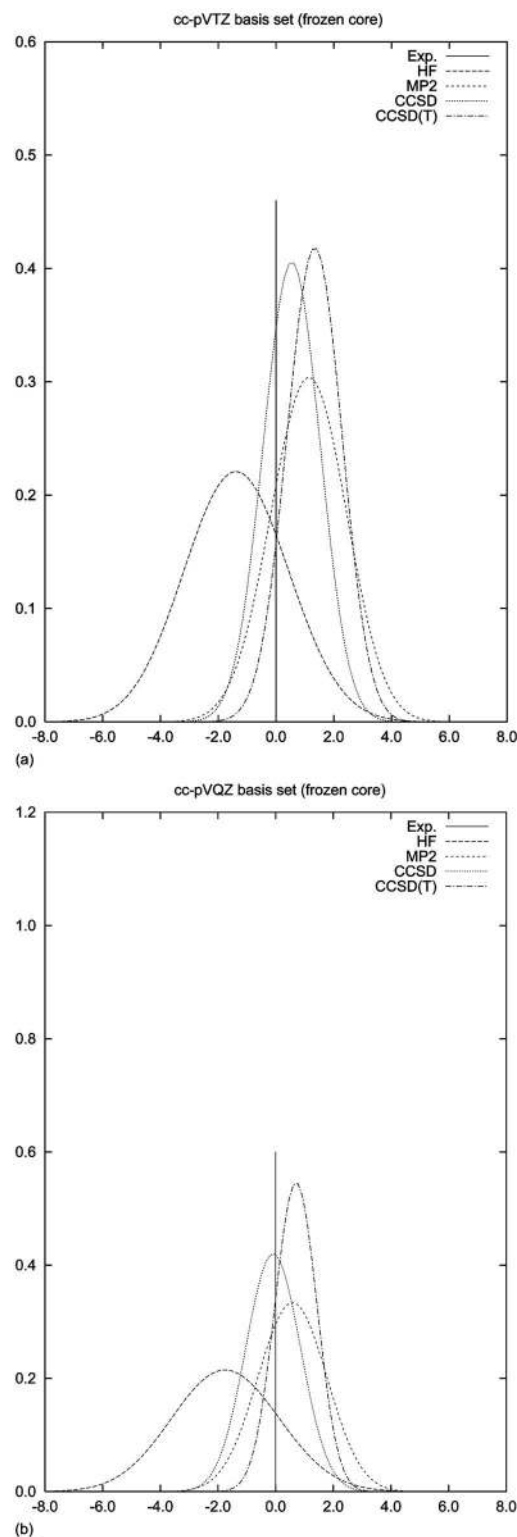 cc-pVTZ basis set (frozen core)
0.6
Exp.
HF
MP2
CCSD
CCSD(T)
0.5
0.4
0.3
0.2
0.1
0.0
-8.0 -6.0 -4.0 -2.0 0.0 2.0 4.0 6.0 8.0
(a)
cc-pVQZ basis set (frozen core)
1.2
Exp.
HF
MP2
CCSD
CCSD(T)
1.0
0.8
0.6
0.4
0.2
0.0
-8.0 -6.0 -4.0 -2.0 0.0 2.0 4.0 6.0 8.0
(b)